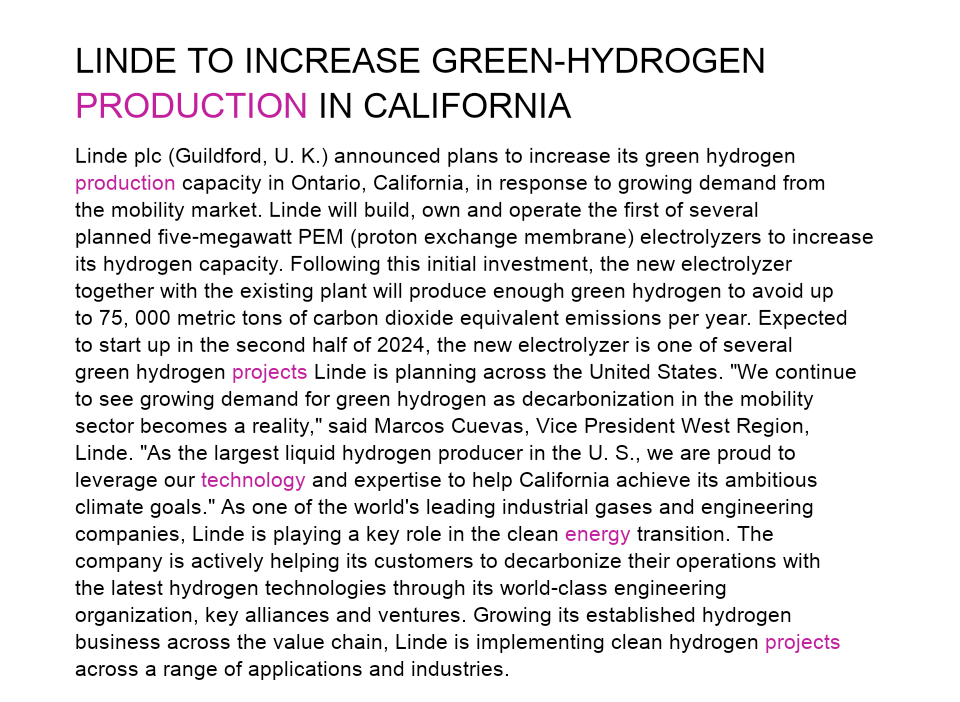 LINDE TO INCREASE GREEN-HYDROGEN
PRODUCTION IN CALIFORNIA
Linde plc (Guildford, U. K.) announced plans to increase its green hydrogen
production capacity in Ontario, California, in response to growing demand from
the mobility market. Linde will build, own and operate the first of several
planned five-megawatt PEM (proton exchange membrane) electrolyzers to increase
its hydrogen capacity. Following this initial investment, the new electrolyzer
together with the existing plant will produce enough green hydrogen to avoid up
to 75, 000 metric tons of carbon dioxide equivalent emissions per year. Expected
to start up in the second half of 2024, the new electrolyzer is one of several
green hydrogen projects Linde is planning across the United States. "We continue
to see growing demand for green hydrogen as decarbonization in the mobility
sector becomes a reality," said Marcos Cuevas, Vice President West Region,
Linde. "As the largest liquid hydrogen producer in the U. S., we are proud to
leverage our technology and expertise to help California achieve its ambitious
climate goals." As one of the world's leading industrial gases and engineering
companies, Linde is playing a key role in the clean energy transition. The
company is actively helping its customers to decarbonize their operations with
the latest hydrogen technologies through its world-class engineering
organization, key alliances and ventures. Growing its established hydrogen
business across the value chain, Linde is implementing clean hydrogen projects
across a range of applications and industries.